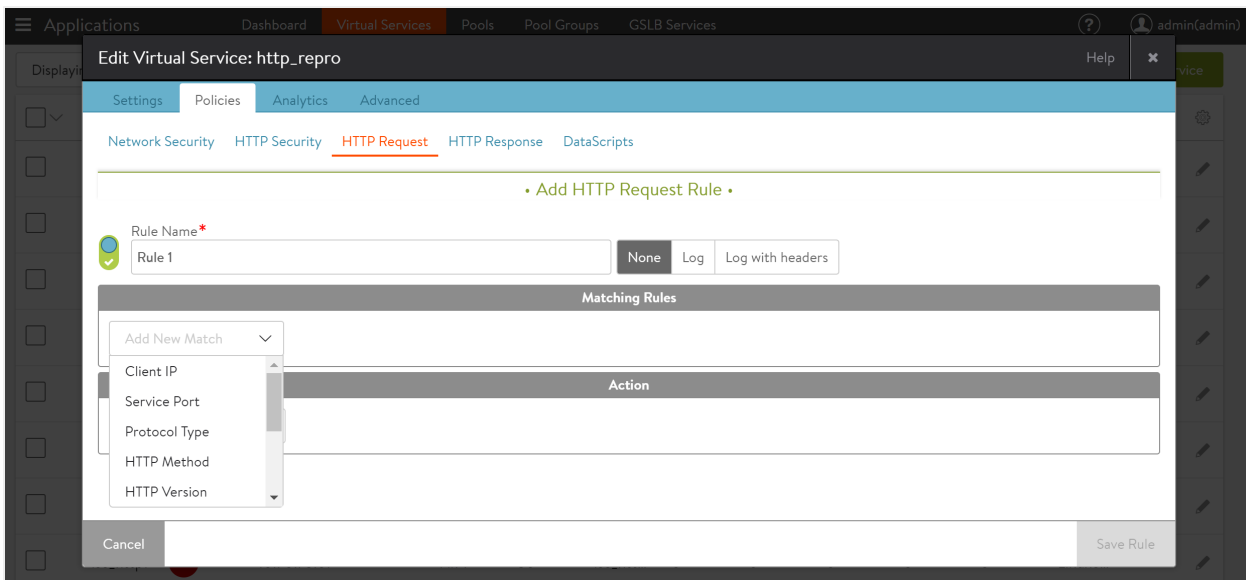 Applications Dashboard Virtual Services Pools Pool Groups GSLB Services ? admin(admin)
Edit Virtual Service: http_repro Help
Settings Policies Analytics Advanced
Network Security HTTP Security HTTP Request HTTP Response DataScripts
• Add HTTP Request Rule •
Rule Name*
Rule 1 None Log Log with headers
Matching Rules
Add New Match
Client IP
Action
Service Port
Protocol Type
HTTP Method
HTTP Version
Cancel Save Rule